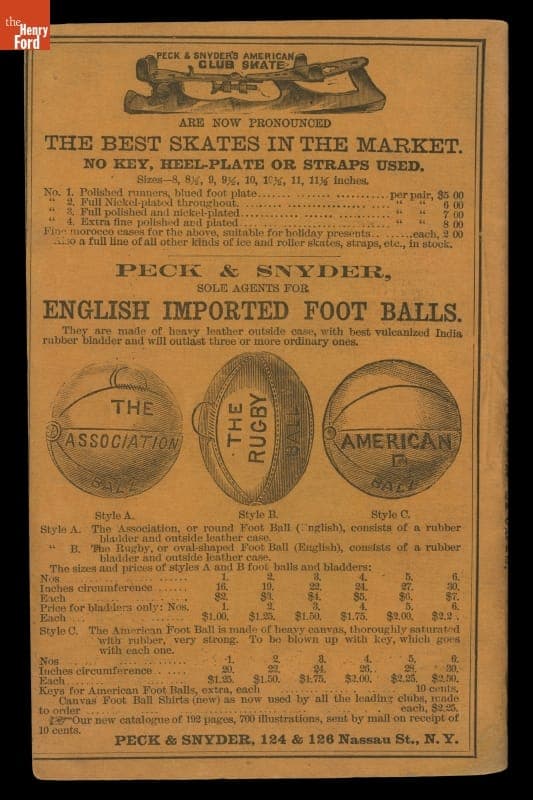 the
Henry
Ford
PECK & SNYDER'S AMERICAN
CLUB SKATE
ARE NOW PRONOUNCED
THE BEST SKATES IN THE MARKET.
NO KEY, HEEL-PLATE OR STRAPS USED.
Sizes—8, 8½, 9, 9½, 10, 10½, 11, 11½ inches.
No. 1. Polished runners, blued foot plate.................per pair, $5 00
" 2. Full Nickel-plated throughout................. " " 6 00
" 3. Full polished and nickel-plated................. " " 7 00
" 4. Extra fine polished and plated................. " " 8 00
Fine morocco cases for the above, suitable for holiday presents.........each, 2 00
Also a full line of all other kinds of ice and roller skates, straps, etc., in stock.
PECK & SNYDER,
SOLE AGENTS FOR
ENGLISH IMPORTED FOOT BALLS.
They are made of heavy leather outside case, with best vulcanized India
rubber bladder and will outlast three or more ordinary ones.
THE
ASSOCIATION
BALL
THE
RUGBY
BALL
AMERICAN
F
BALL
Style A. Style B. Style C.
Style A. The Association, or round Foot Ball (English), consists of a rubber
bladder and outside leather case.
" B. The Rugby, or oval-shaped Foot Ball (English), consists of a rubber
bladder and outside leather case.
The sizes and prices of styles A and B foot balls and bladders:
Nos ...... 1. 2. 3. 4. 5. 6.
Inches circumference ...... 16. 19. 22. 24. 27. 30.
Each ...... $2. $3. $4. $5. $6. $7.
Price for bladders only: Nos. 1. 2. 3. 4. 5. 6.
Each ...... $1.00. $1.25. $1.50. $1.75. $2.00. $2.2 .
Style C. The American Foot Ball is made of heavy canvas, thoroughly saturated
with rubber, very strong. To be blown up with key, which goes
with each one.
Nos ...... 1. 2. 3. 4. 5. 6.
Inches circumference ...... 20. 22. 24. 26. 28. 30.
Each ...... $1.25. $1.50. $1.75. $2.00. $2.25. $2.50.
Keys for American Foot Balls, extra, each ...... 10 cents.
Canvas Foot Ball Shirts (new) as now used by all the leading clubs, made
to order ...... each, $2.25.
☞ Our new catalogue of 192 pages, 700 illustrations, sent by mail on receipt of
10 cents.
PECK & SNYDER, 124 & 126 Nassau St., N. Y.